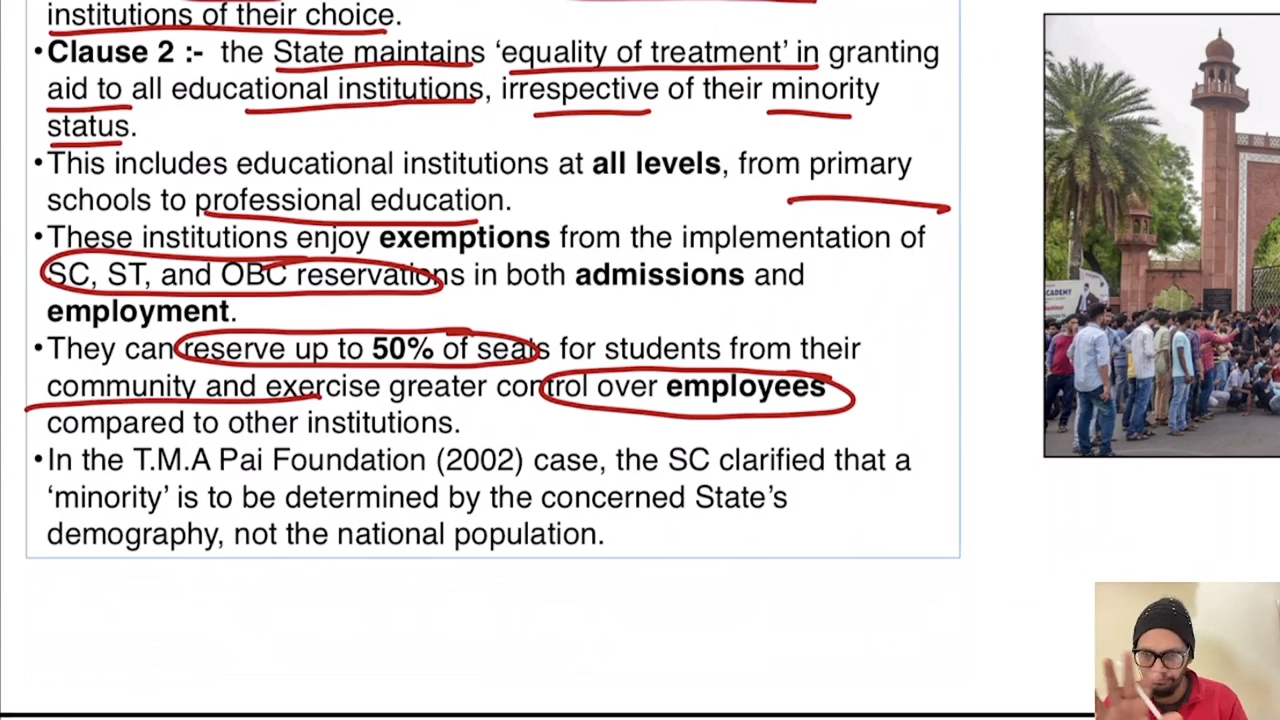 institutions of their choice.
•Clause 2 :- the State maintains ‘equality of treatment’ in granting
aid to all educational institutions, irrespective of their minority
status.
•This includes educational institutions at all levels, from primary
schools to professional education.
•These institutions enjoy exemptions from the implementation of
SC, ST, and OBC reservations in both admissions and
employment.
•They can reserve up to 50% of seats for students from their
community and exercise greater control over employees
compared to other institutions.
•In the T.M.A Pai Foundation (2002) case, the SC clarified that a
‘minority’ is to be determined by the concerned State’s
demography, not the national population.
CADEMY